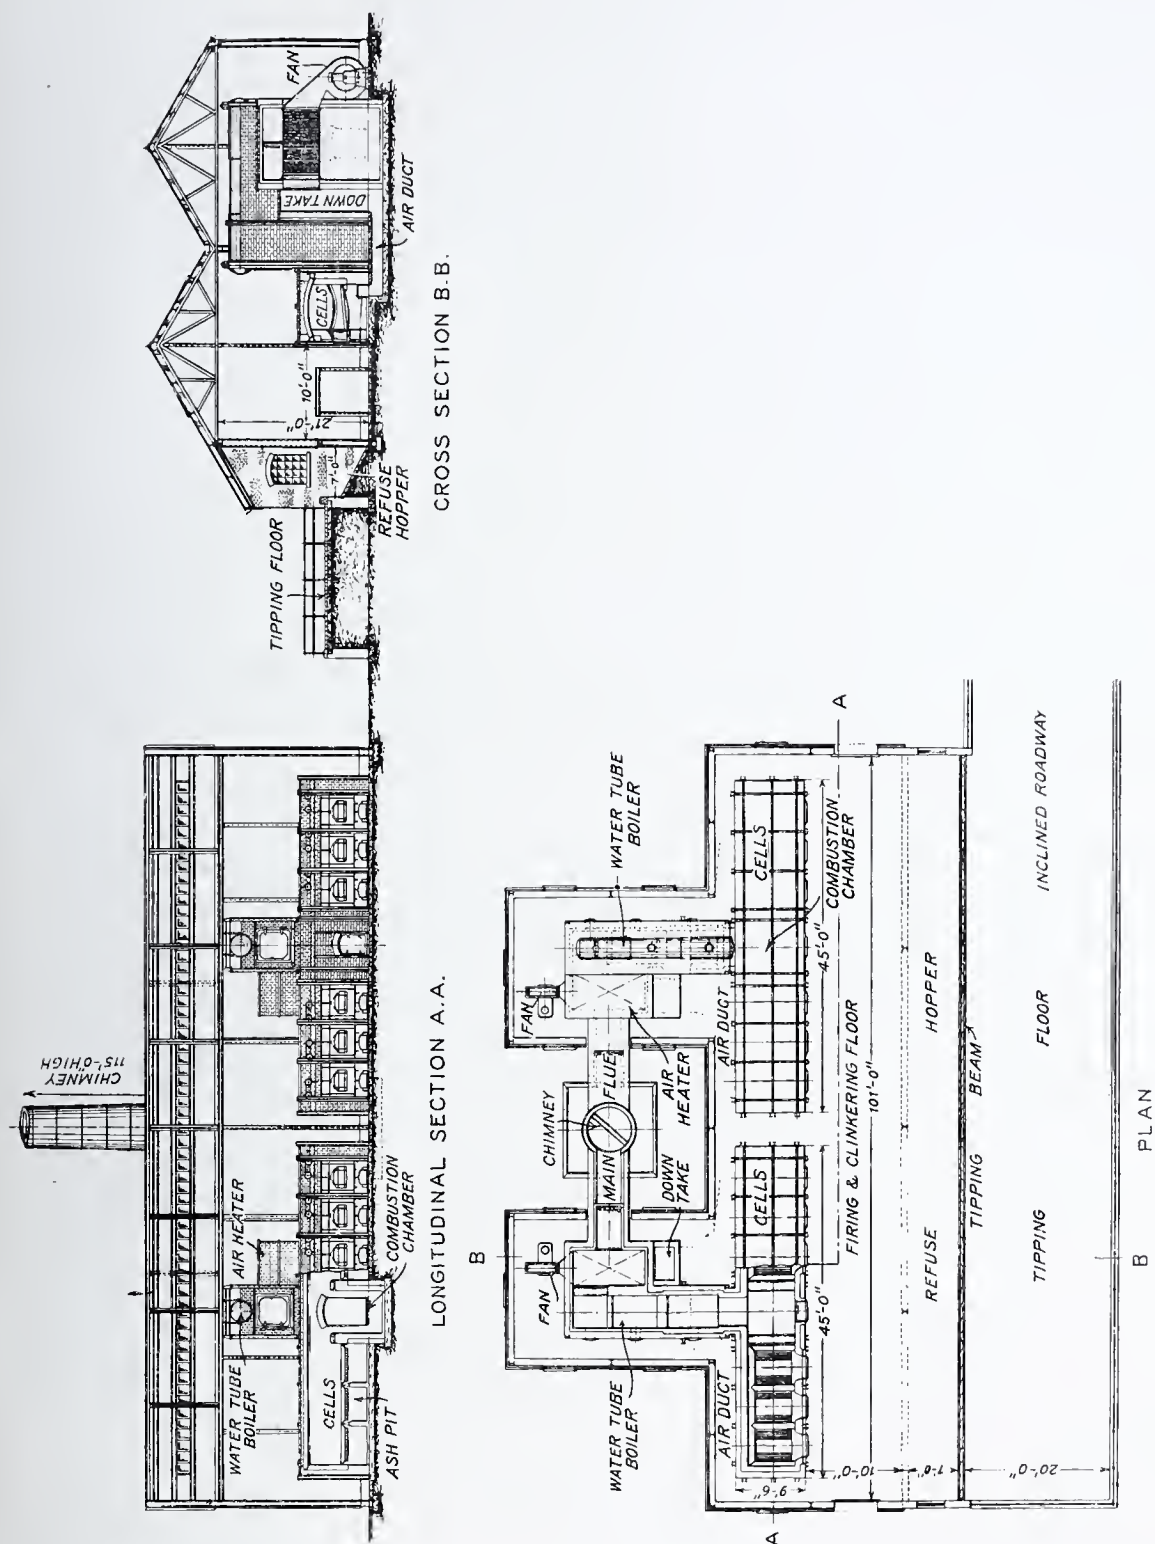 FAN
DOWN TAKE
AIR DUCT
CELLS
10'-0"
21'-0"
7'-0"
REFUSE
HOPPER
TIPPING FLOOR
CROSS SECTION B-B.
CHIMNEY
115'-0" HIGH
AIR HEATER
WATER TUBE
BOILER
CELLS
ASH PIT
COMBUSTION
CHAMBER
LONGITUDINAL SECTION A.A.
B
FAN
WATER TUBE
BOILER
CHIMNEY
MAIN FLUE
DOWN
TAKE
AIR
HEATER
FAN
WATER TUBE
BOILER
AIR DUCT
AIR DUCT
CELLS
CELLS
COMBUSTION
CHAMBER
45'-0"
45'-0"
A
A
9'-6"
FIRING & CLINKERING FLOOR
101'-0"
10'-0"
7'-0"
20'-0"
REFUSE HOPPER
TIPPING BEAM
TIPPING FLOOR
INCLINED ROADWAY
B
PLAN